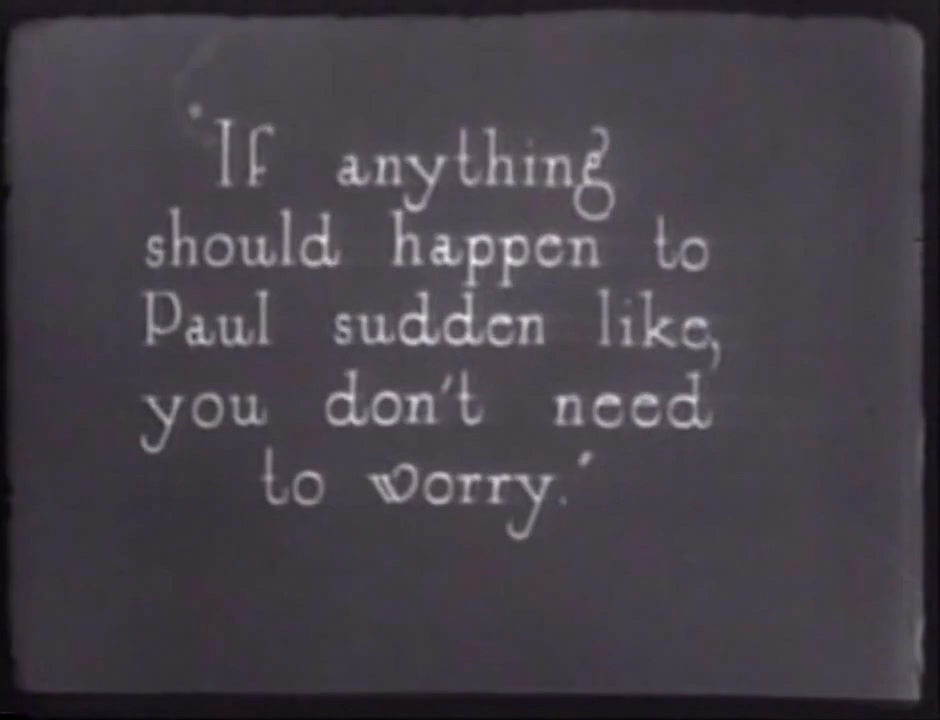 "If anything
should happen to
Paul sudden like,
you don't need
to worry."